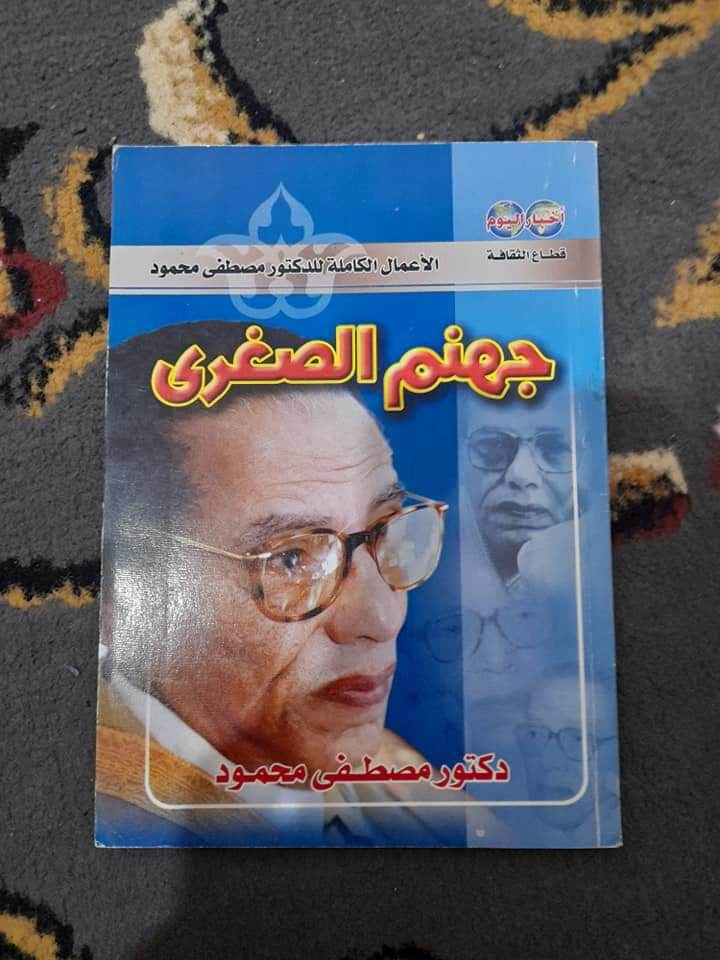 أخبار اليوم
قطاع الثقافة
الأعمال الكاملة للدكتور مصطفى محمود
جهنم الصغرى
دكتور مصطفى محمود